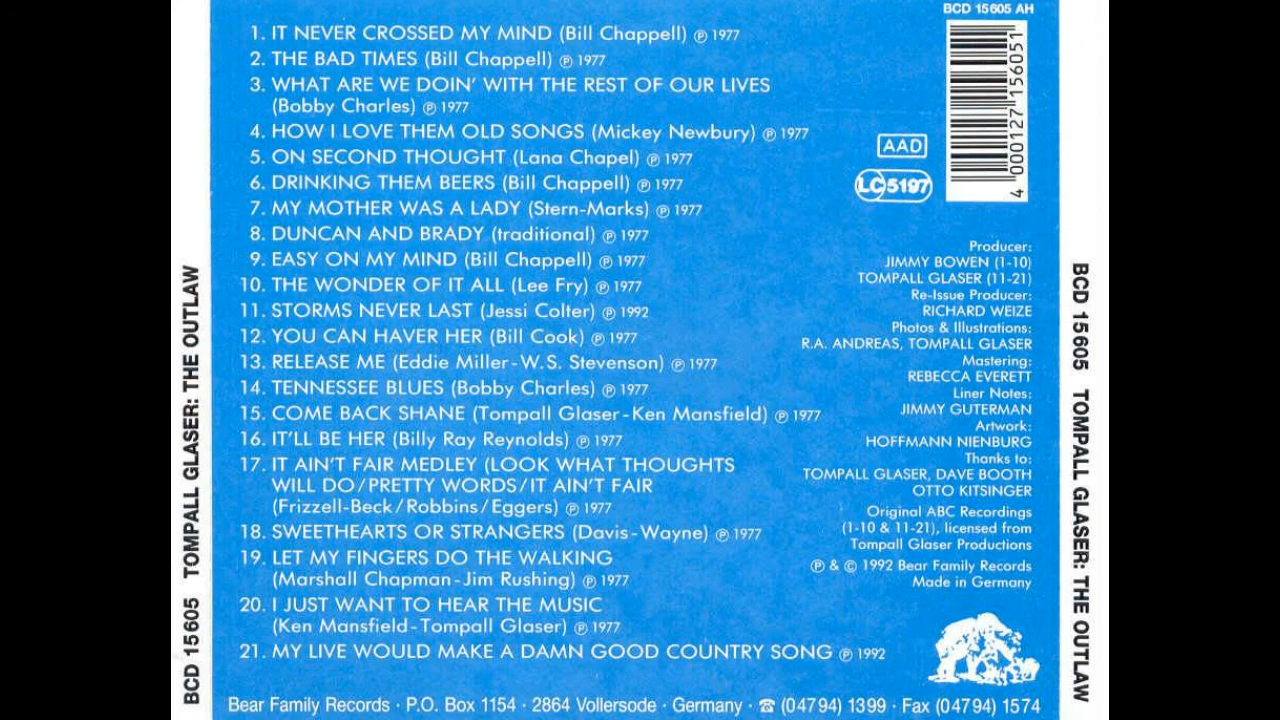 BCD 15605 AH
1. IT NEVER CROSSED MY MIND (Bill Chappell) ℗ 1977
2. THE BAD TIMES (Bill Chappell) ℗ 1977
3. WHAT ARE WE DOIN' WITH THE REST OF OUR LIVES
(Bobby Charles) ℗ 1977
4. HOW I LOVE THEM OLD SONGS (Mickey Newbury) ℗ 1977
5. ON SECOND THOUGHT (Lana Chapel) ℗ 1977
6. DRINKING THEM BEERS (Bill Chappell) ℗ 1977
7. MY MOTHER WAS A LADY (Stern-Marks) ℗ 1977
8. DUNCAN AND BRADY (traditional) ℗ 1977
9. EASY ON MY MIND (Bill Chappell) ℗ 1977
10. THE WONDER OF IT ALL (Lee Fry) ℗ 1977
11. STORMS NEVER LAST (Jessi Colter) ℗ 1992
12. YOU CAN HAVER HER (Bill Cook) ℗ 1977
13. RELEASE ME (Eddie Miller-W.S. Stevenson) ℗ 1977
14. TENNESSEE BLUES (Bobby Charles) ℗ 1977
15. COME BACK SHANE (Tompall Glaser-Ken Mansfield) ℗ 1977
16. IT'LL BE HER (Billy Ray Reynolds) ℗ 1977
17. IT AIN'T FAIR MEDLEY (LOOK WHAT THOUGHTS
WILL DO/PRETTY WORDS/IT AIN'T FAIR
(Frizzell-Beck/Robbins/Eggers) ℗ 1977
18. SWEETHEARTS OR STRANGERS (Davis-Wayne) ℗ 1977
19. LET MY FINGERS DO THE WALKING
(Marshall Chapman-Jim Rushing) ℗ 1977
20. I JUST WANT TO HEAR THE MUSIC
(Ken Mansfield-Tompall Glaser) ℗ 1977
21. MY LIVE WOULD MAKE A DAMN GOOD COUNTRY SONG ℗ 1992
4 000127 156051
AAD
LC 5197
Producer:
JIMMY BOWEN (1-10)
TOMPALL GLASER (11-21)
Re-Issue Producer:
RICHARD WEIZE
Photos & Illustrations:
R.A. ANDREAS, TOMPALL GLASER
Mastering:
REBECCA EVERETT
Liner Notes:
JIMMY GUTERMAN
Artwork:
HOFFMANN NIENBURG
Thanks to:
TOMPALL GLASER, DAVE BOOTH
OTTO KITSINGER
Original ABC Recordings
(1-10 & 11-21), licensed from
Tompall Glaser Productions
℗ & © 1992 Bear Family Records
Made in Germany
Bear Family Records · P.O. Box 1154 · 2864 Vollersode · Germany · ☎ (04794) 1399 · Fax (04794) 1574
BCD 15605 TOMPALL GLASER: THE OUTLAW
BCD 15605 TOMPALL GLASER: THE OUTLAW